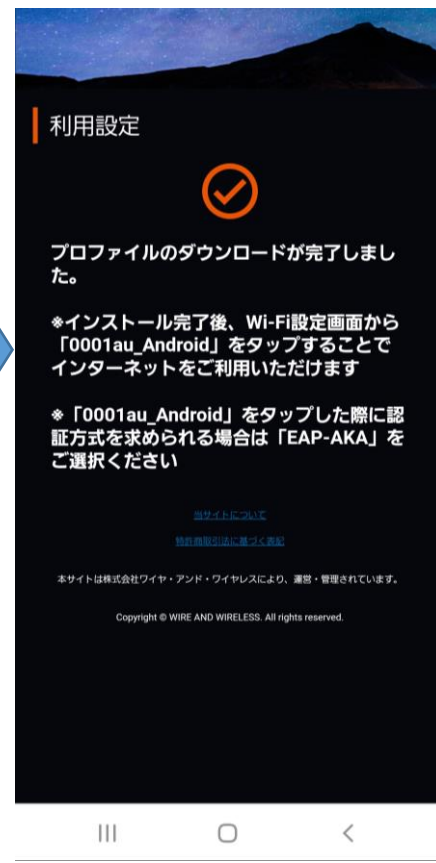 利用設定
プロファイルのダウンロードが完了しまし
た。
※インストール完了後、Wi-Fi設定画面から
「0001au_Android」をタップすることで
インターネットをご利用いただけます
※「0001au_Android」をタップした際に認
証方式を求められる場合は「EAP-AKA」を
ご選択ください
当サイトについて
特許商取引法に基づく表記
本サイトは株式会社ワイヤ・アンド・ワイヤレスにより、運営・管理されています。
Copyright © WIRE AND WIRELESS. All rights reserved.